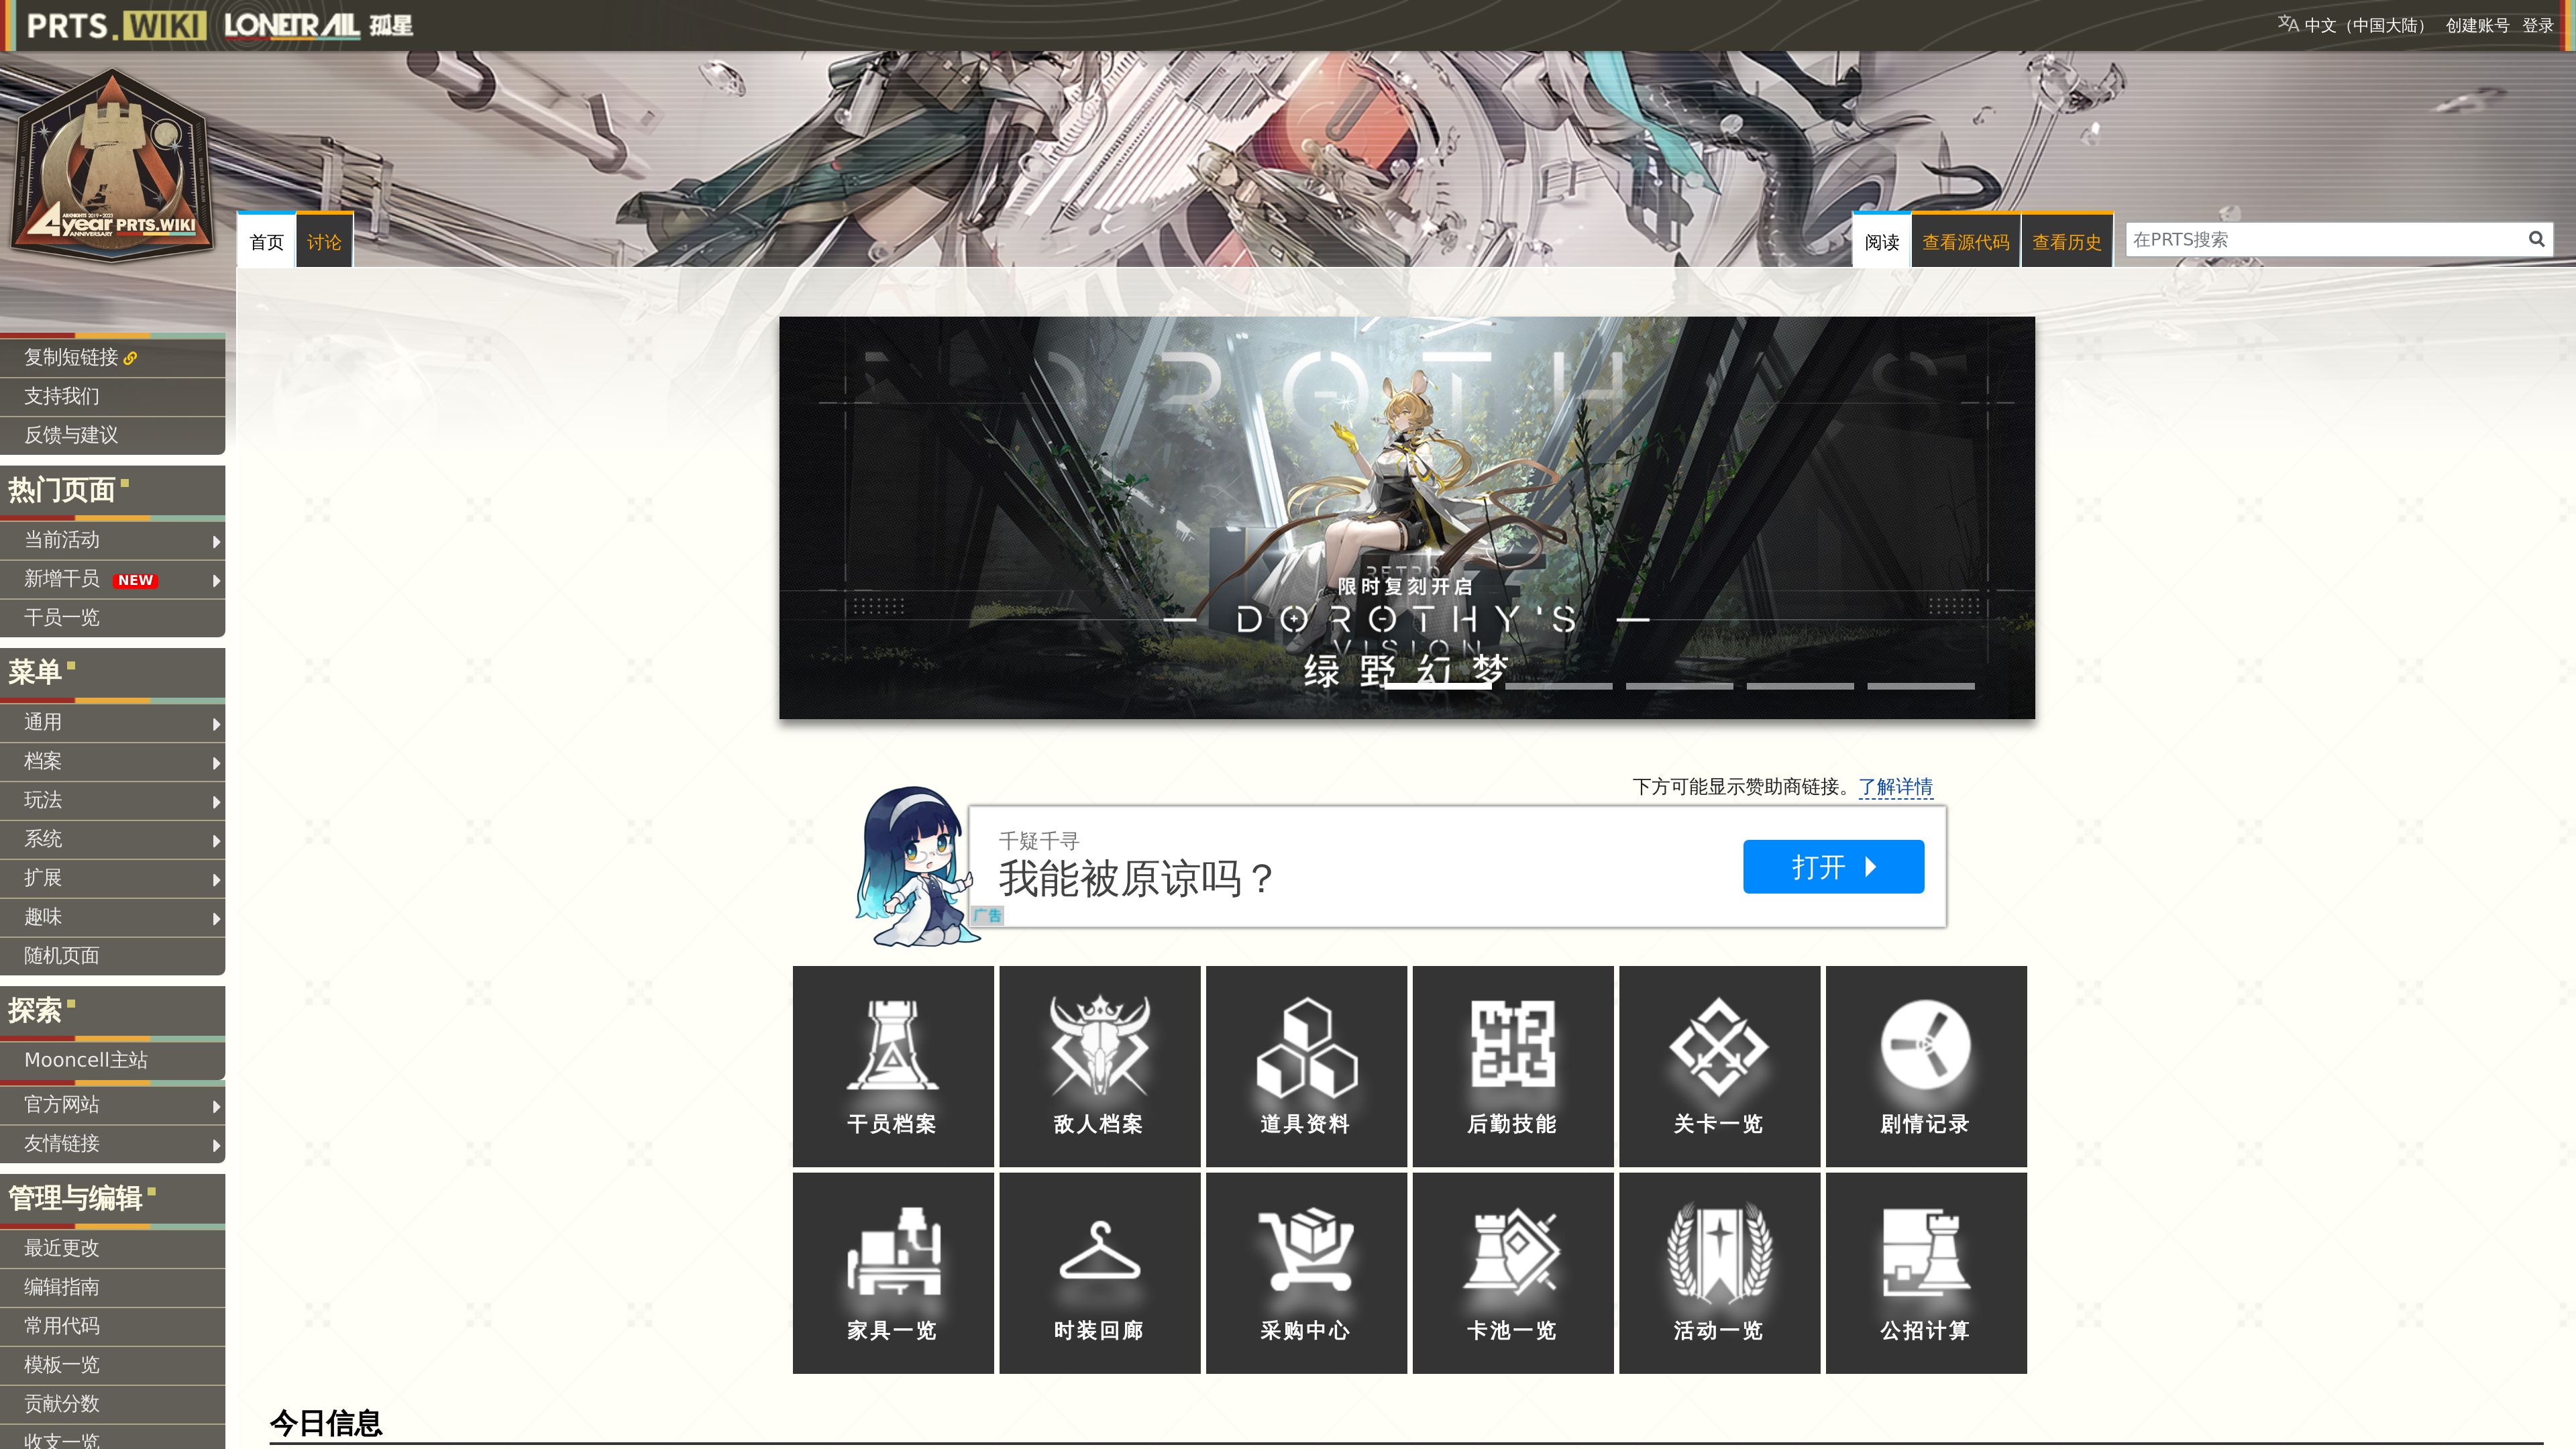 PRTS.WIKI LONETRAIL 孤星
中文（中国大陆） 创建账号 登录
4year
ANNIVERSARY
PRTS.WIKI
首页 讨论
阅读 查看源代码 查看历史 在PRTS搜索
复制短链接
支持我们
反馈与建议
热门页面
当前活动
新增干员 NEW
干员一览
菜单
通用
档案
玩法
系统
扩展
趣味
随机页面
探索
Mooncell主站
官方网站
友情链接
管理与编辑
最近更改
编辑指南
常用代码
模板一览
贡献分数
收支一览
RETRO
限时复刻开启
DOROTHY'S
VISION
绿野幻梦
下方可能显示赞助商链接。了解详情
千疑千寻
我能被原谅吗？
广告
打开
干员档案 敌人档案 道具资料 后勤技能 关卡一览 剧情记录
家具一览 时装回廊 采购中心 卡池一览 活动一览 公招计算
今日信息